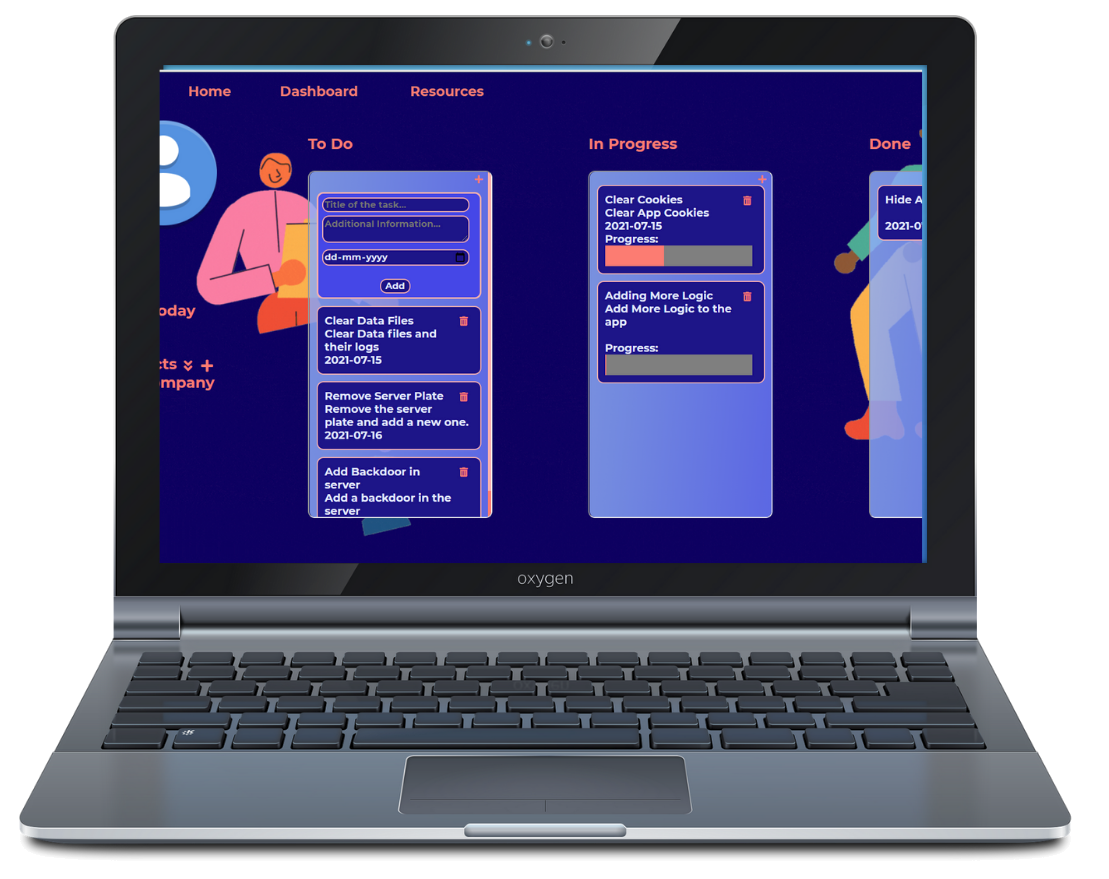 Home Dashboard Resources
To Do
Title of the task...
Additional Information...
dd-mm-yyyy
Add
Clear Data Files
Clear Data files and
their logs
2021-07-15
Remove Server Plate
Remove the server
plate and add a new one.
2021-07-16
Add Backdoor in
server
Add a backdoor in the
server
In Progress
Clear Cookies
Clear App Cookies
2021-07-15
Progress:
Adding More Logic
Add More Logic to the
app
Progress:
Done
Hide A
2021-0
oday
cts
mpany
oxygen